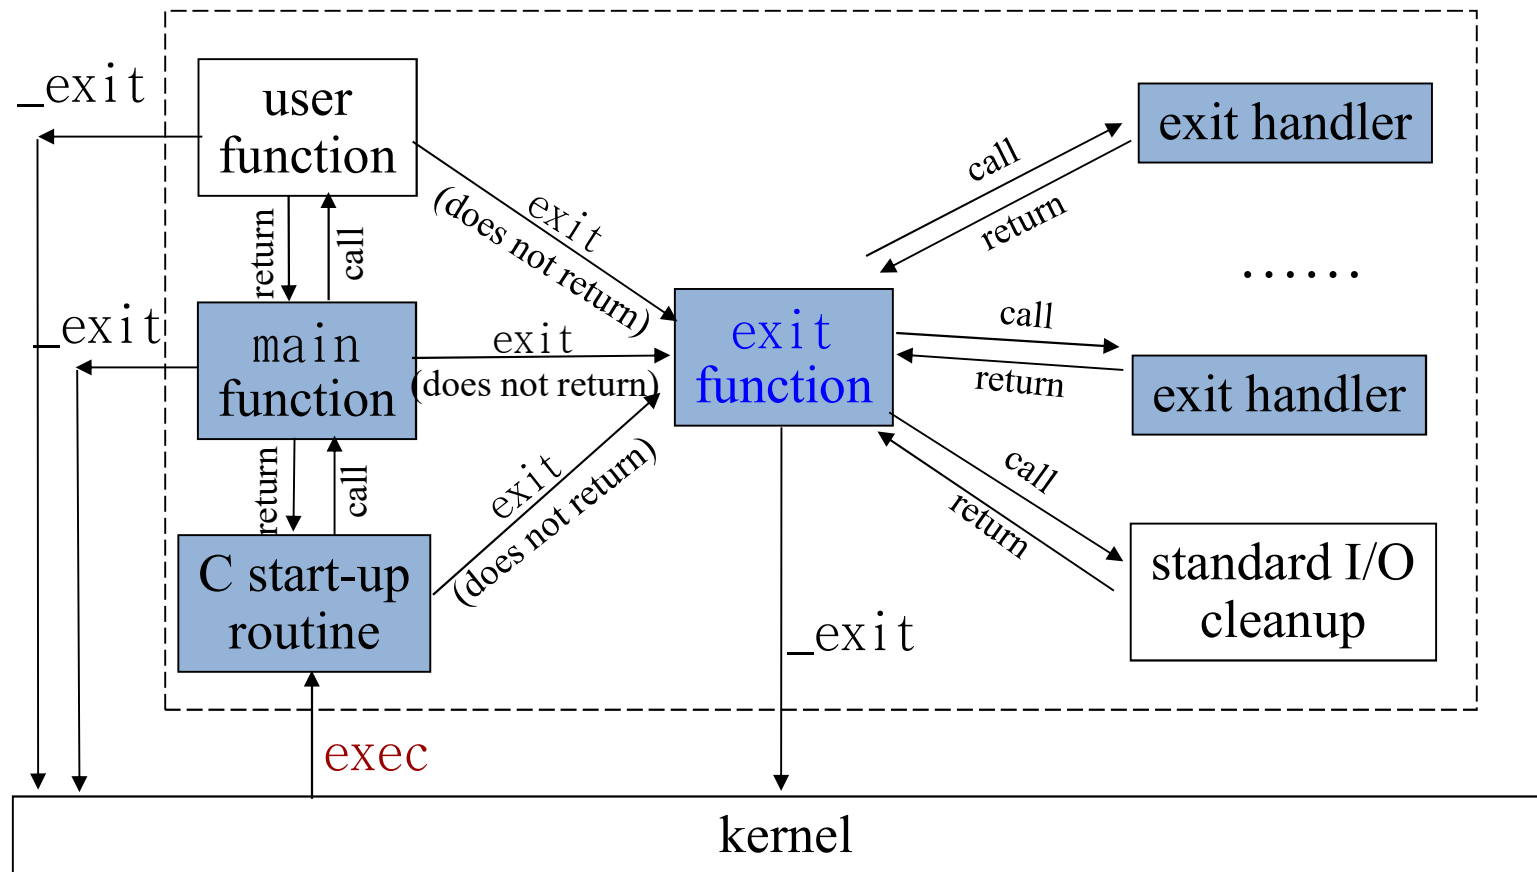 _exit
user
function
exit handler
call
return
exit
(does not return)
return
call
……
_exit
main
function
exit
(does not return)
exit
function
call
return
exit handler
return
call
exit
(does not return)
call
return
C start-up
routine
standard I/O
cleanup
_exit
exec
kernel